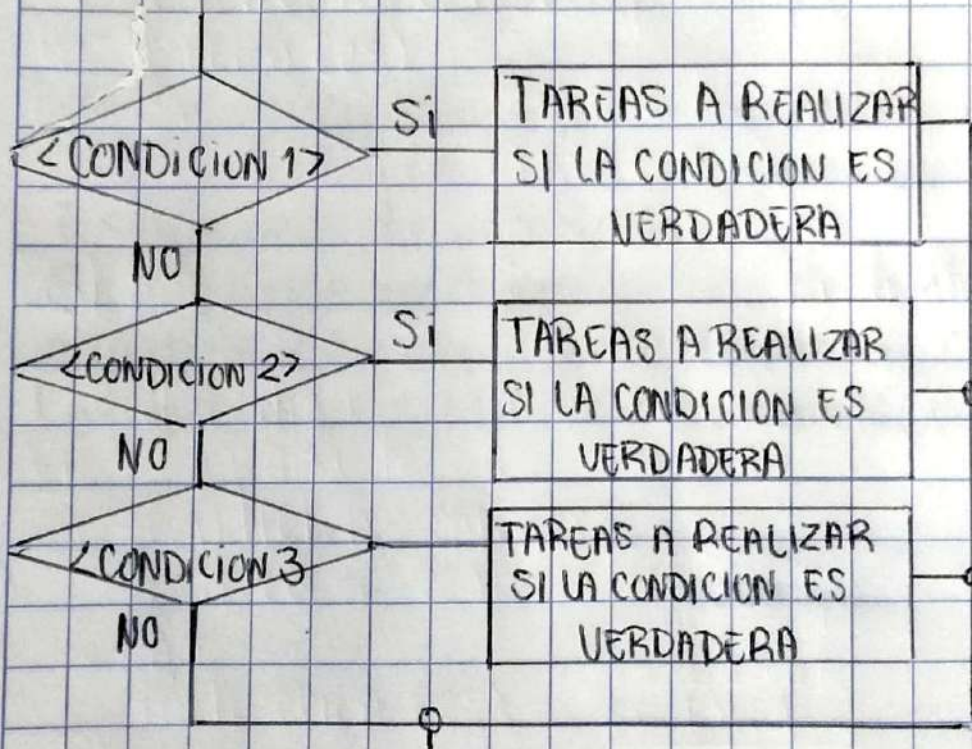 Si
TAREAS A REALIZAR
<CONDICION 1>
SI LA CONDICION ES
VERDADERA
NO
Si
TAREAS A REALIZAR
<CONDICION 2>
SI LA CONDICION ES
VERDADERA
NO
TAREAS A REALIZAR
<CONDICION 3
SI LA CONDICION ES
VERDADERA
NO